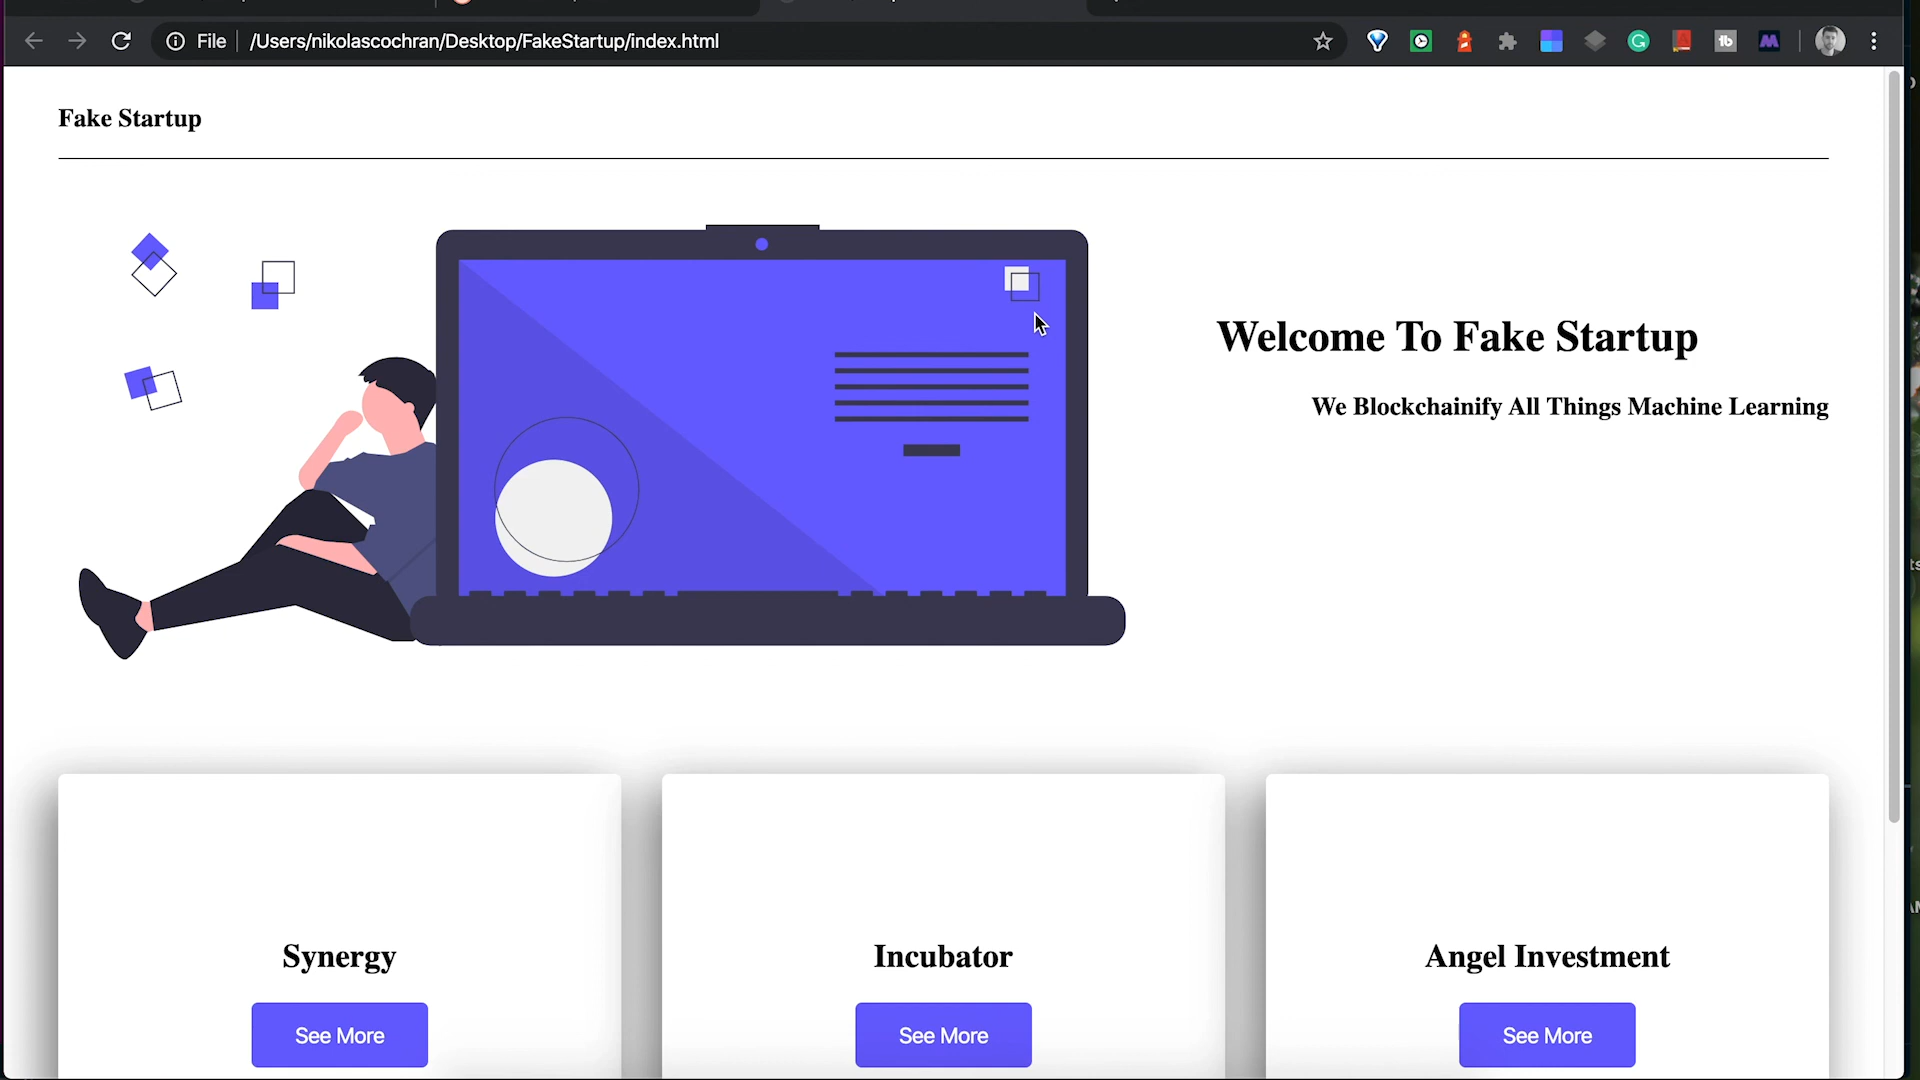 File /Users/nikolascochran/Desktop/FakeStartup/index.html
Fake Startup
Welcome To Fake Startup
We Blockchainify All Things Machine Learning
Synergy
Incubator
Angel Investment
See More
See More
See More